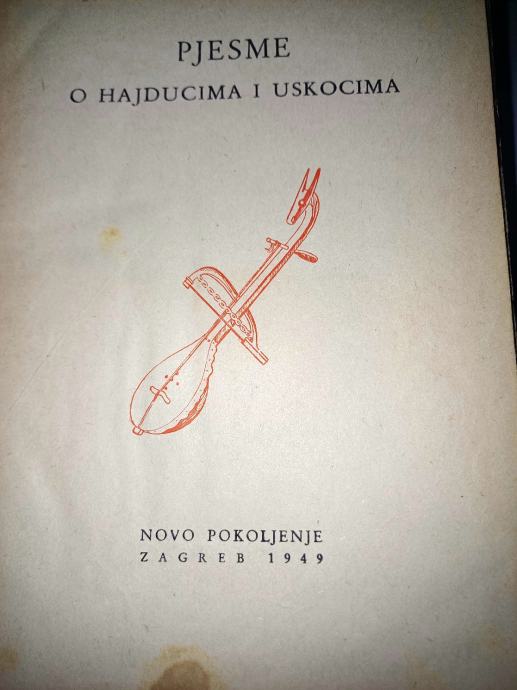 PJESME
O HAJDUCIMA I USKOCIMA
NOVO POKOLJENJE
ZAGREB 1949